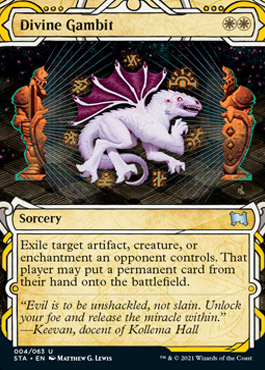 Divine Gambit
Sorcery
Exile target artifact, creature, or
enchantment an opponent controls. That
player may put a permanent card from
their hand onto the battlefield.
“Evil is to be unshackled, not slain. Unlock
your foe and release the miracle within.”
—Keevan, docent of Kollema Hall
004/063 U
STA • EN Matthew G. Lewis
™ & © 2021 Wizards of the Coast